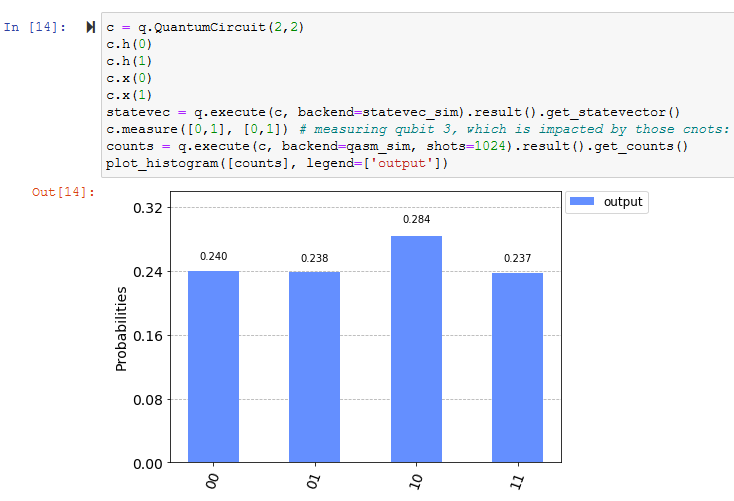 In [14]:
c = q.QuantumCircuit(2,2)
c.h(0)
c.h(1)
c.x(0)
c.x(1)
statevec = q.execute(c, backend=statevec_sim).result().get_statevector()
c.measure([0,1], [0,1]) # measuring qubit 3, which is impacted by those cnots:
counts = q.execute(c, backend=qasm_sim, shots=1024).result().get_counts()
plot_histogram([counts], legend=['output'])
Out[14]:
output
0.32
0.24
0.16
0.08
0.00
Probabilities
0.240
0.238
0.284
0.237
00
01
10
11